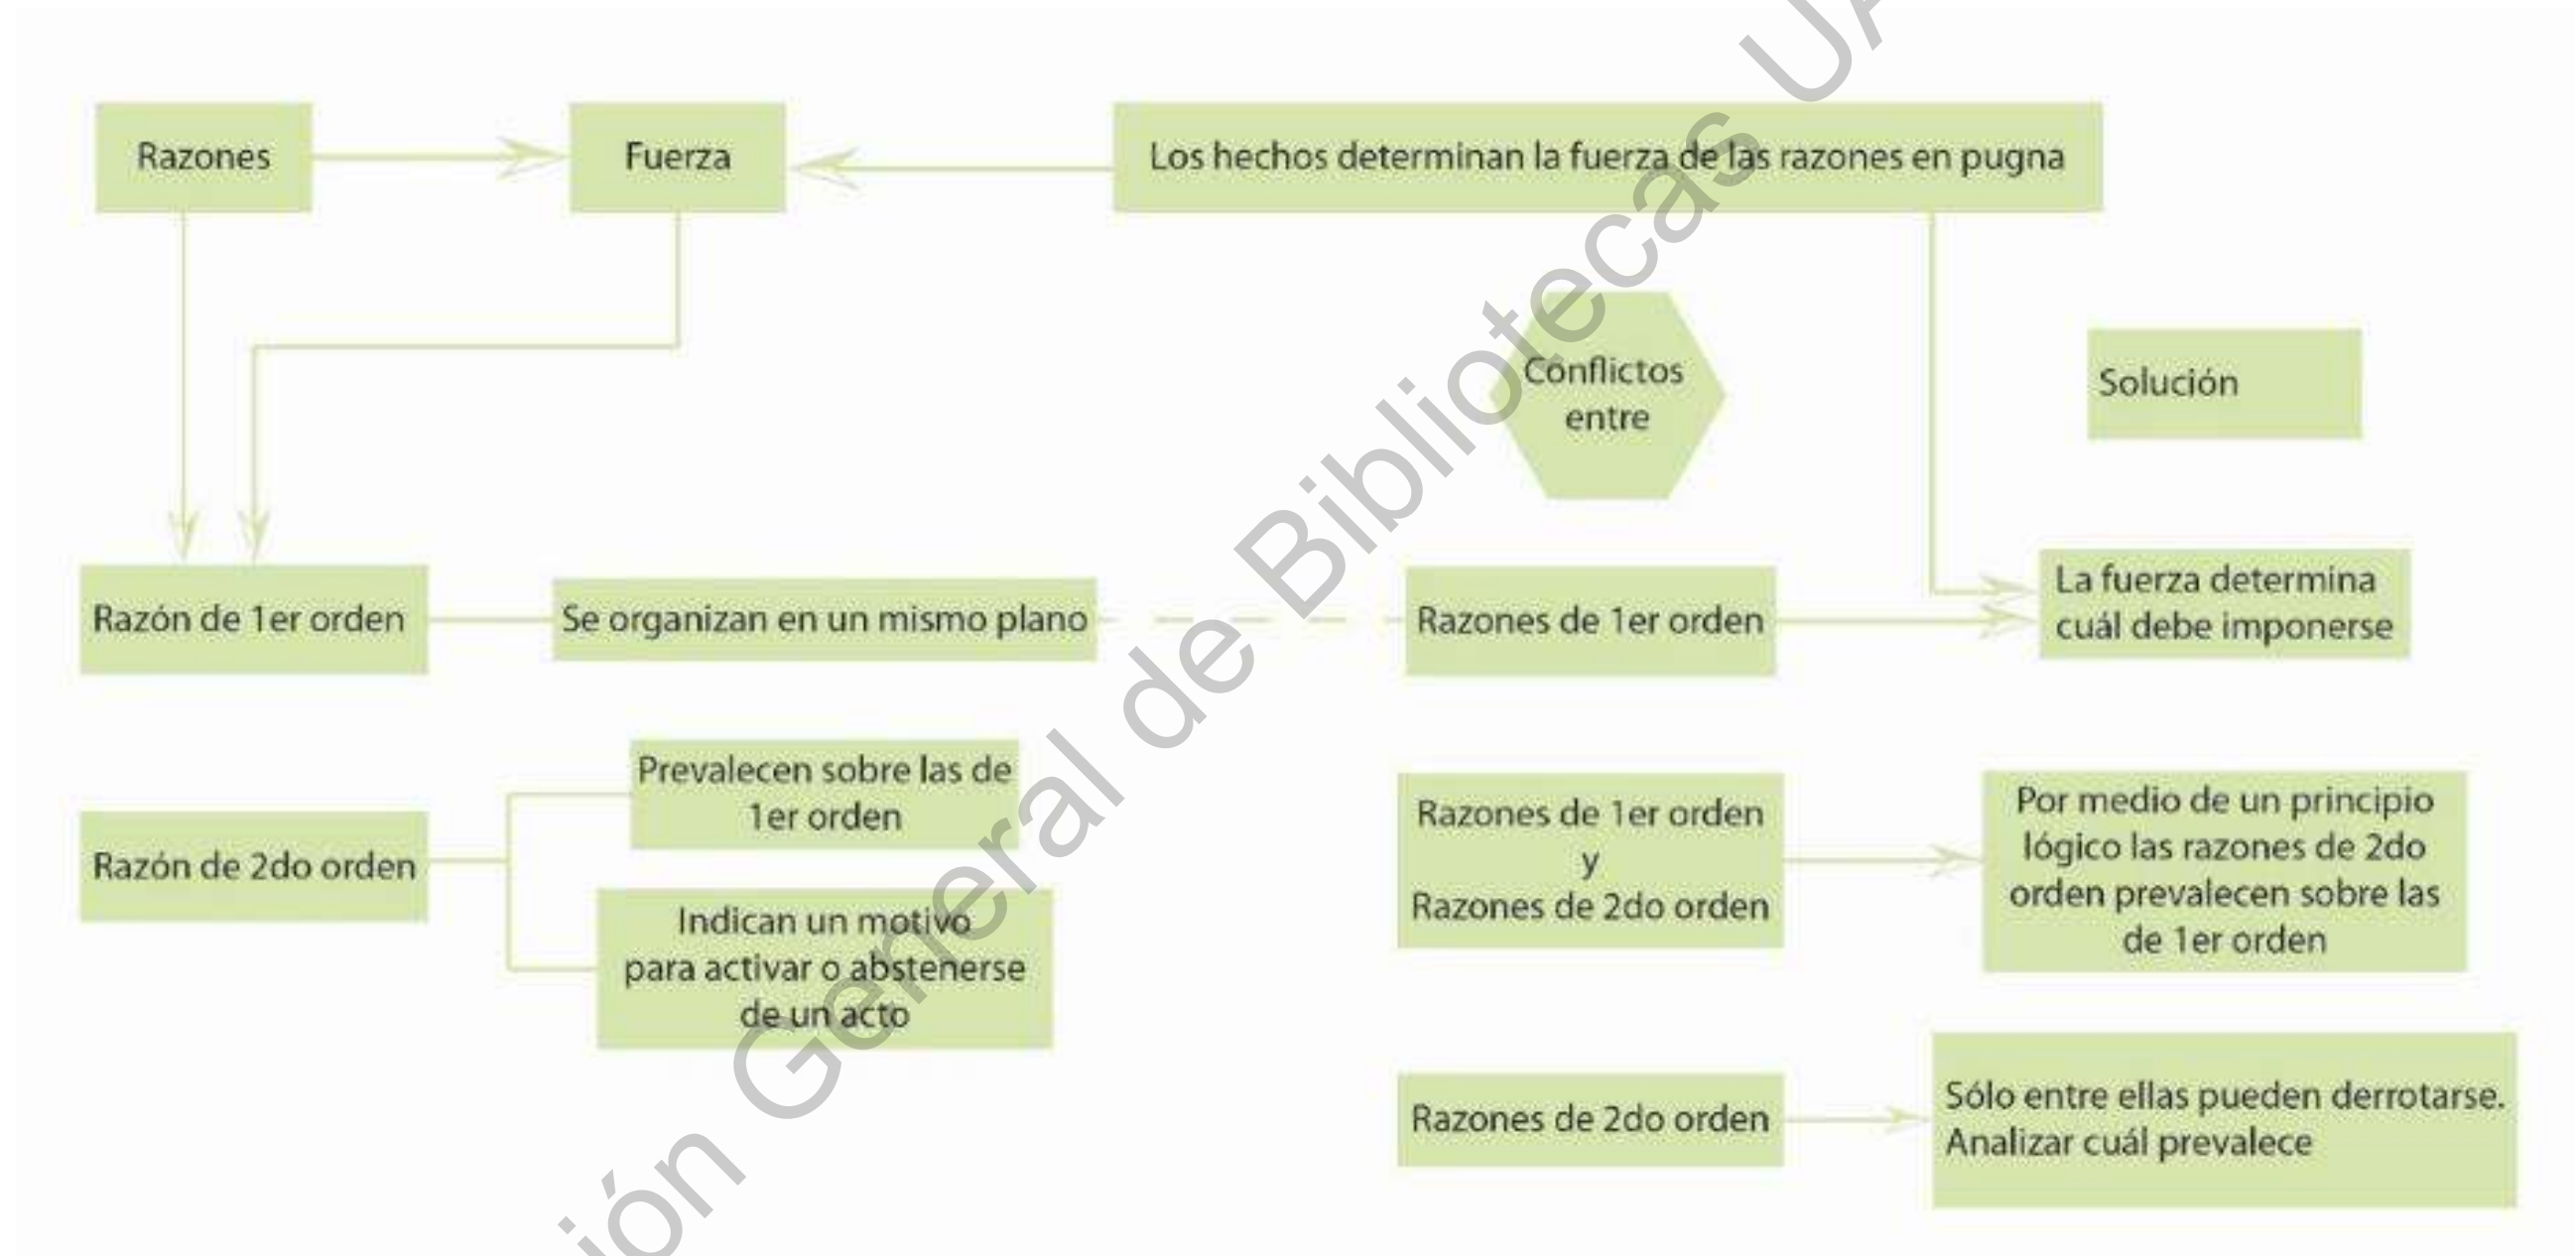 Razones
Fuerza
Los hechos determinan la fuerza de las razones en pugna
Conflictos
entre
Solución
Razón de 1er orden
Se organizan en un mismo plano
Razones de 1er orden
La fuerza determina
cuál debe imponerse
Razón de 2do orden
Prevalecen sobre las de
1er orden
Indican un motivo
para activar o abstenerse
de un acto
Razones de 1er orden
y
Razones de 2do orden
Por medio de un principio
lógico las razones de 2do
orden prevalecen sobre las
de 1er orden
Razones de 2do orden
Sólo entre ellas pueden derrotarse.
Analizar cuál prevalece
General de Bibliotecas